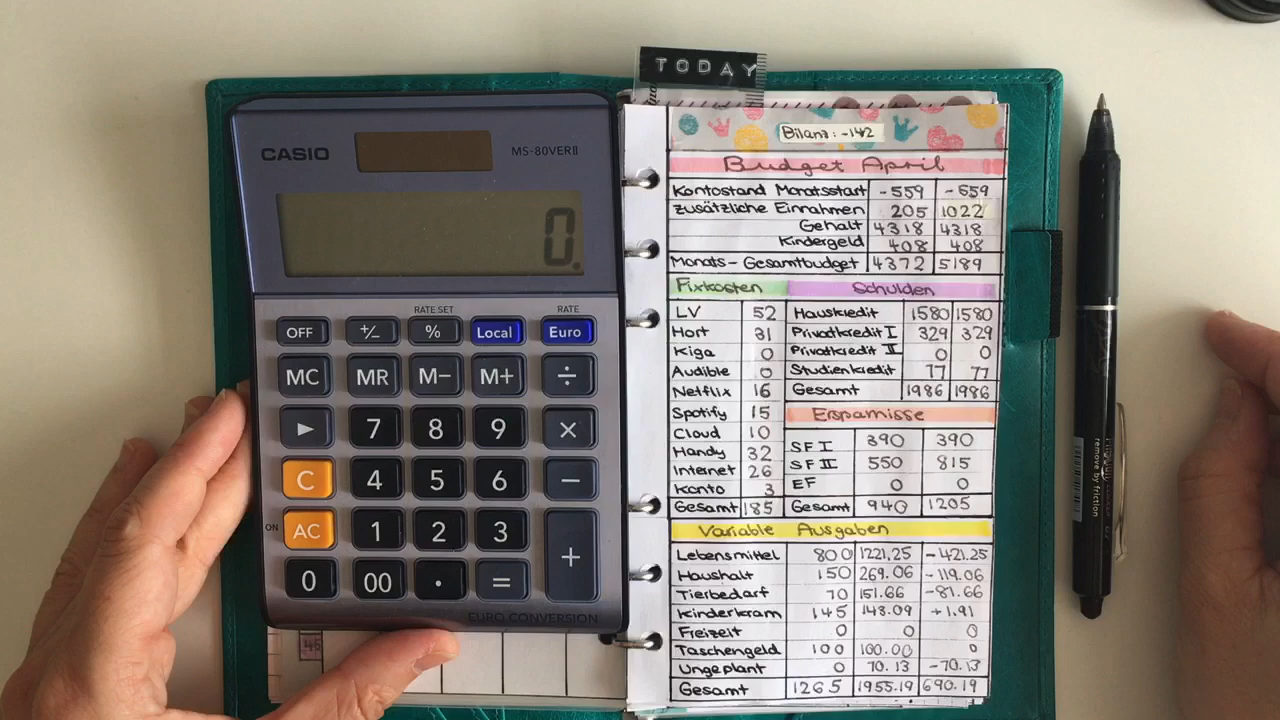 TODAY
CASIO
MS-80VERII
0.
RATE SET
RATE
OFF
+/-
%
Local
Euro
MC
MR
M-
M+
÷
▶
7
8
9
×
C
4
5
6
−
ON
AC
1
2
3
+
0
00
·
=
EURO CONVERSION
45
Bilanz: -142
Budget April
Kontostand Monatsstart -559 -559
zusätzliche Einnahmen 205 1022
Gehalt 4318 4318
Kindergeld 408 408
Monats-Gesamtbudget 4372 5189
Fixkosten
LV 52
Hort 31
Kiga 0
Audible 0
Netflix 16
Spotify 15
Cloud 10
Handy 32
Internet 26
Konto 3
Gesamt 185
Schulden
Hauskredit 1580 1580
Privatkredit I 329 329
Privatkredit II 0 0
Studienkredit 77 77
Gesamt 1986 1986
Ersparnisse
SF I 390 390
SF II 550 815
EF 0 0
Gesamt 940 1205
Variable Ausgaben
Lebensmittel 800 1221.25 -421.25
Haushalt 150 269.06 -119.06
Tierbedarf 70 151.66 -81.66
Kinderkram 145 143.09 +1.91
Freizeit 0 0 0
Taschengeld 100 100.00 0
Ungeplant 0 70.13 -70.13
Gesamt 1265 1955.19 690.19
remove by friction